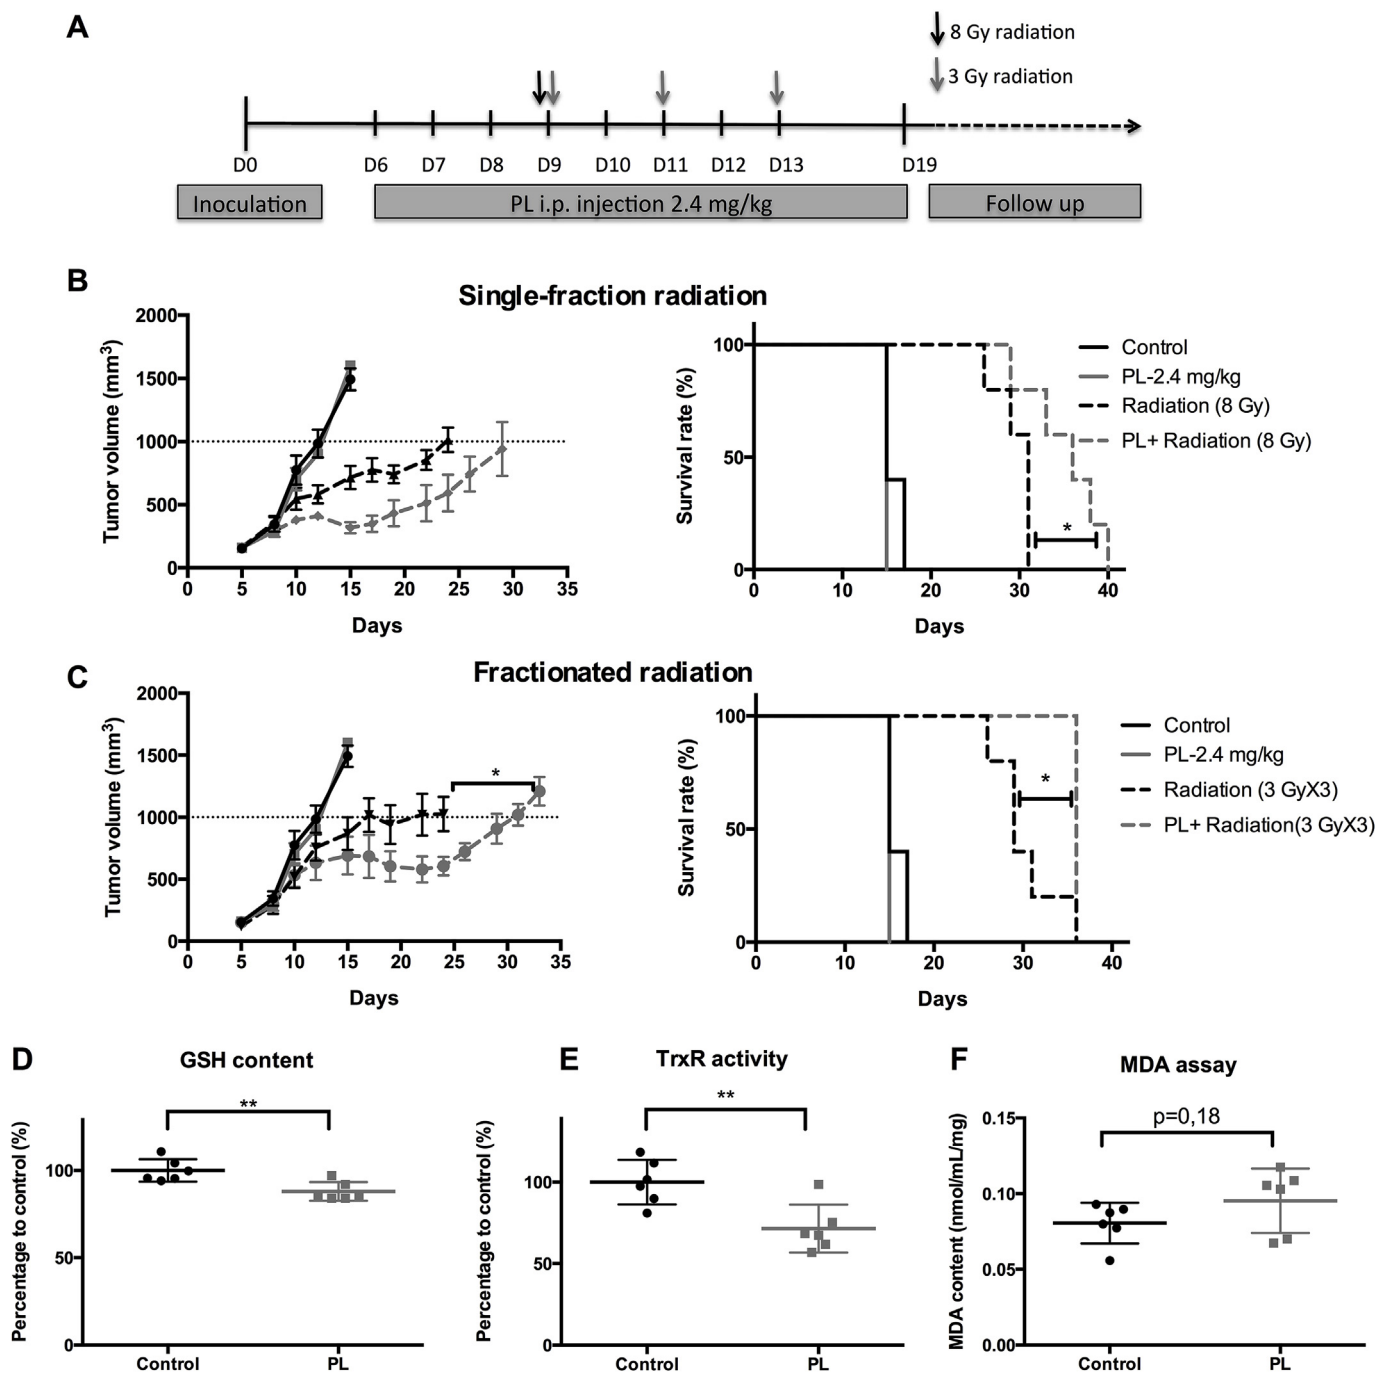 A
8 Gy radiation
3 Gy radiation
D0 D6 D7 D8 D9 D10 D11 D12 D13 D19
Inoculation PL i.p. injection 2.4 mg/kg Follow up
B
Single-fraction radiation
Tumor volume (mm³)
2000
1500
1000
500
0
0 5 10 15 20 25 30 35
Days
Survival rate (%)
100
50
0
0 10 20 30 40
Days
*
Control
PL-2.4 mg/kg
Radiation (8 Gy)
PL+ Radiation (8 Gy)
C
Fractionated radiation
Tumor volume (mm³)
2000
1500
1000
500
0
0 5 10 15 20 25 30 35
Days
*
Survival rate (%)
100
50
0
0 10 20 30 40
Days
*
Control
PL-2.4 mg/kg
Radiation (3 GyX3)
PL+ Radiation(3 GyX3)
D
GSH content
**
Percentage to control (%)
100
50
0
Control PL
E
TrxR activity
**
Percentage to control (%)
100
50
0
Control PL
F
MDA assay
p=0,18
MDA content (nmol/mL/mg)
0.15
0.10
0.05
0.00
Control PL